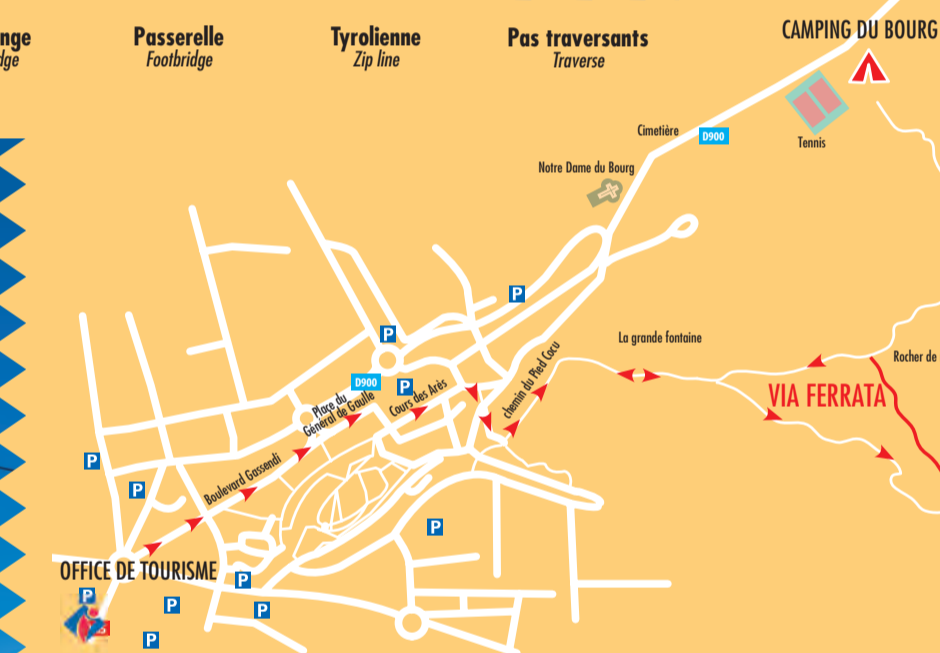 nge
dge
Passerelle
Footbridge
Tyrolienne
Zip line
Pas traversants
Traverse
CAMPING DU BOURG
Tennis
Cimetière
D900
Notre Dame du Bourg
P
P
La grande fontaine
Rocher de
VIA FERRATA
chemin du Pied Cocu
D900
P
Cours des Arès
Place du
Général de Gaulle
Boulevard Gassendi
P
P
P
OFFICE DE TOURISME
P
P
P
P
P